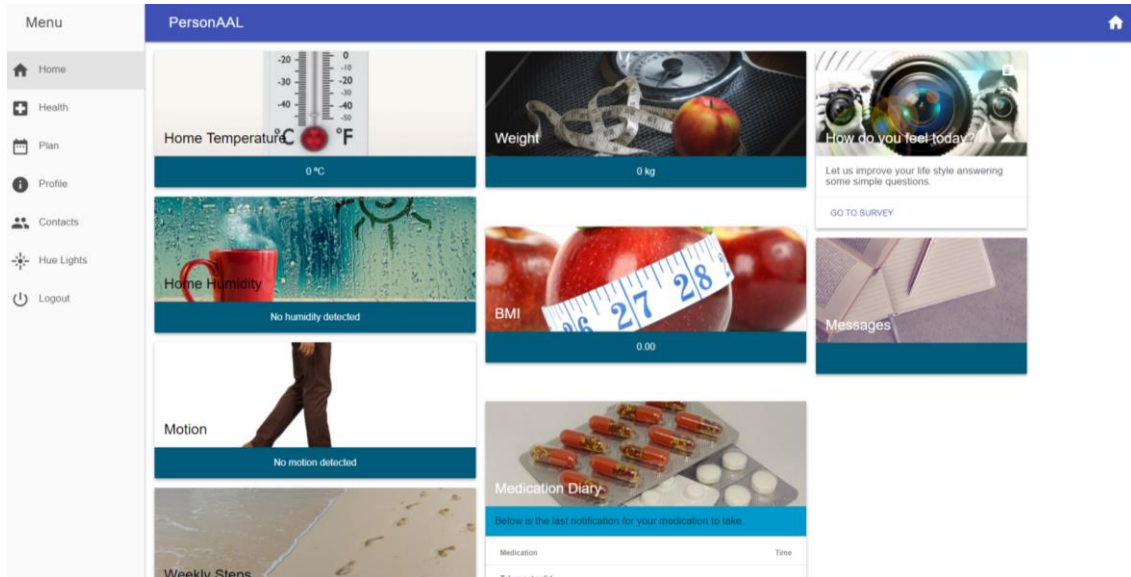 Menu
PersonAAL
Home
Health
Plan
Profile
Contacts
Hue Lights
Logout
-20 0
-10
-30 -20
-30
-40 -40
-50
°C °F
Home Temperature
0 °C
Home Humidity
No humidity detected
Motion
No motion detected
Weekly Steps
Weight
0 kg
26 27 28
BMI
0.00
Medication Diary
Below is the last notification for your medication to take.
Medication Time
How do you feel today?
Let us improve your life style answering
some simple questions.
GO TO SURVEY
Messages